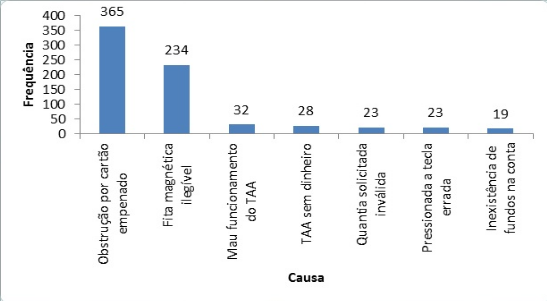 365
400
350
300
250
200
150
100
50
0
234
32
28
23
23
19
Frequência
Obstrução por cartão
empenado
Fita magnética
ilegível
Mau funcionamento
do TAA
TAA sem dinheiro
Quantia solicitada
inválida
Pressionada a tecla
errada
Inexistência de
fundos na conta
Causa